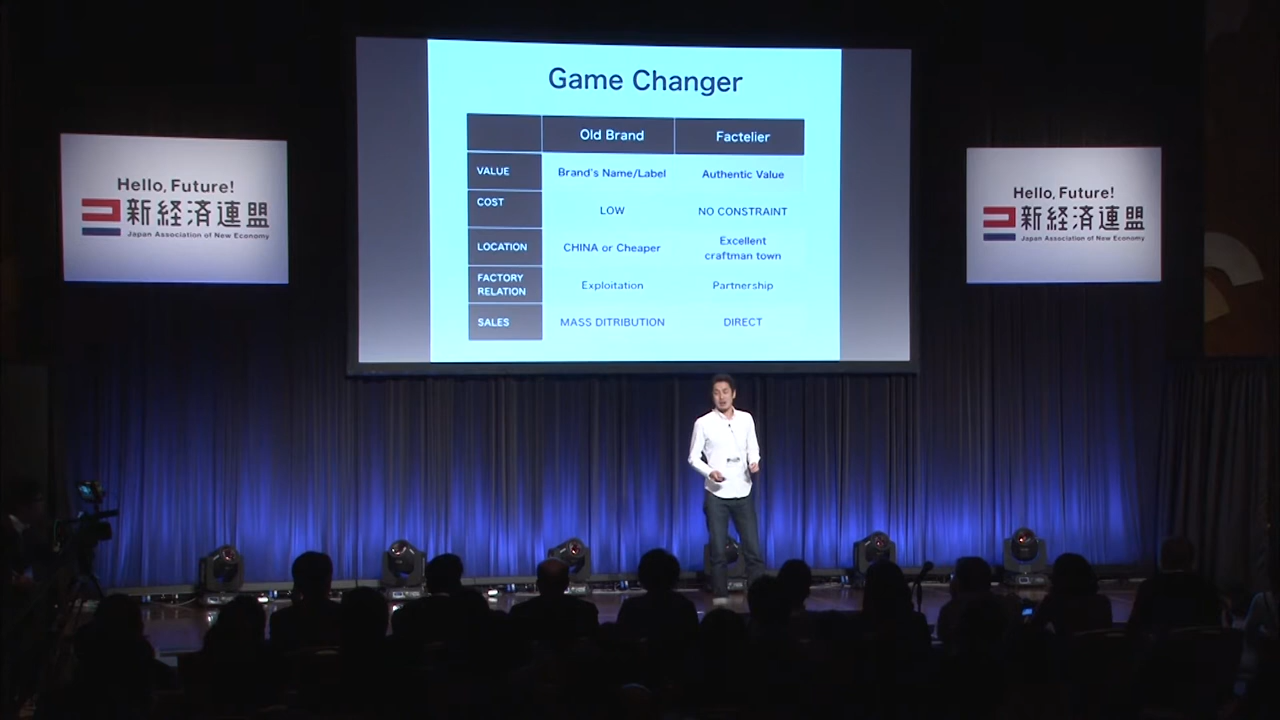 Game Changer
Old Brand Factelier
VALUE Brand's Name/Label Authentic Value
COST LOW NO CONSTRAINT
LOCATION CHINA or Cheaper Excellent
craftman town
FACTORY
RELATION Exploitation Partnership
SALES MASS DITRIBUTION DIRECT
Hello, Future!
新経済連盟
Japan Association of New Economy
Hello, Future!
新経済連盟
Japan Association of New Economy